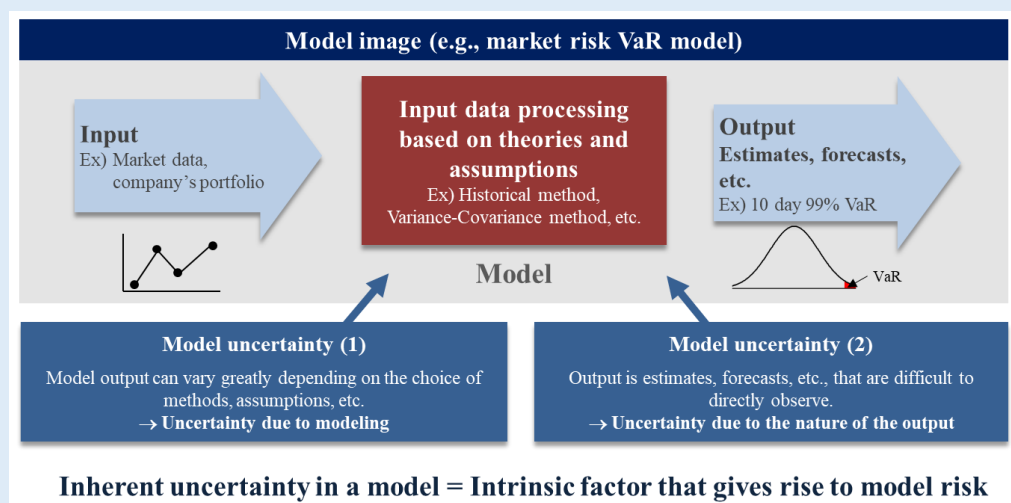 Model image (e.g., market risk VaR model)
Input
Ex) Market data,
company's portfolio
Input data processing
based on theories and
assumptions
Ex) Historical method,
Variance-Covariance method, etc.
Output
Estimates, forecasts,
etc.
Ex) 10 day 99% VaR
Model
VaR
Model uncertainty (1)
Model output can vary greatly depending on the choice of
methods, assumptions, etc.
→ Uncertainty due to modeling
Model uncertainty (2)
Output is estimates, forecasts, etc., that are difficult to
directly observe.
→ Uncertainty due to the nature of the output
Inherent uncertainty in a model = Intrinsic factor that gives rise to model risk